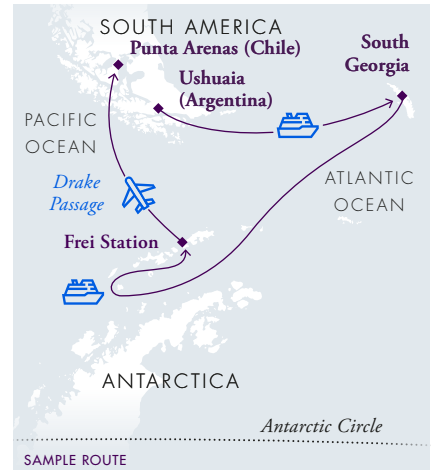 SOUTH AMERICA
Punta Arenas (Chile)
Ushuaia
(Argentina)
South
Georgia
PACIFIC
OCEAN
Drake
Passage
ATLANTIC
OCEAN
Frei Station
ANTARCTICA
Antarctic Circle
SAMPLE ROUTE